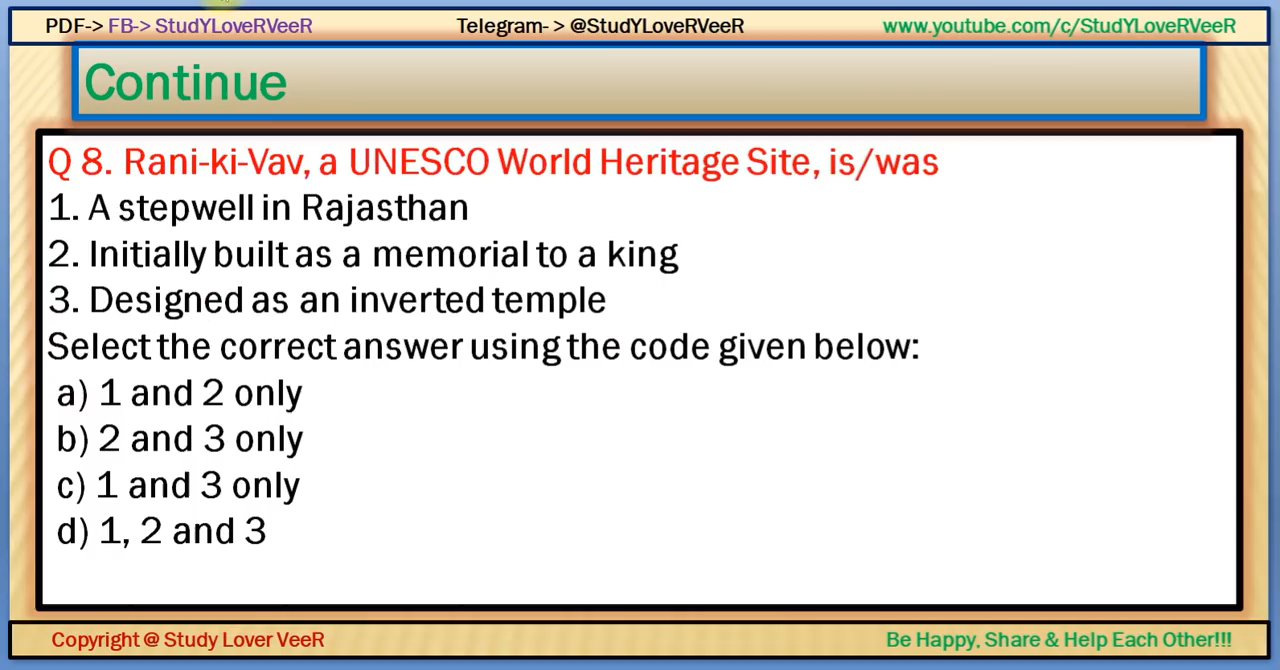 PDF-> FB-> StudYLoveRVeeR Telegram- > @StudYLoveRVeeR www.youtube.com/c/StudYLoveRVeeR
Continue
Q 8. Rani-ki-Vav, a UNESCO World Heritage Site, is/was
1. A stepwell in Rajasthan
2. Initially built as a memorial to a king
3. Designed as an inverted temple
Select the correct answer using the code given below:
a) 1 and 2 only
b) 2 and 3 only
c) 1 and 3 only
d) 1, 2 and 3
Copyright @ Study Lover VeeR Be Happy, Share & Help Each Other!!!